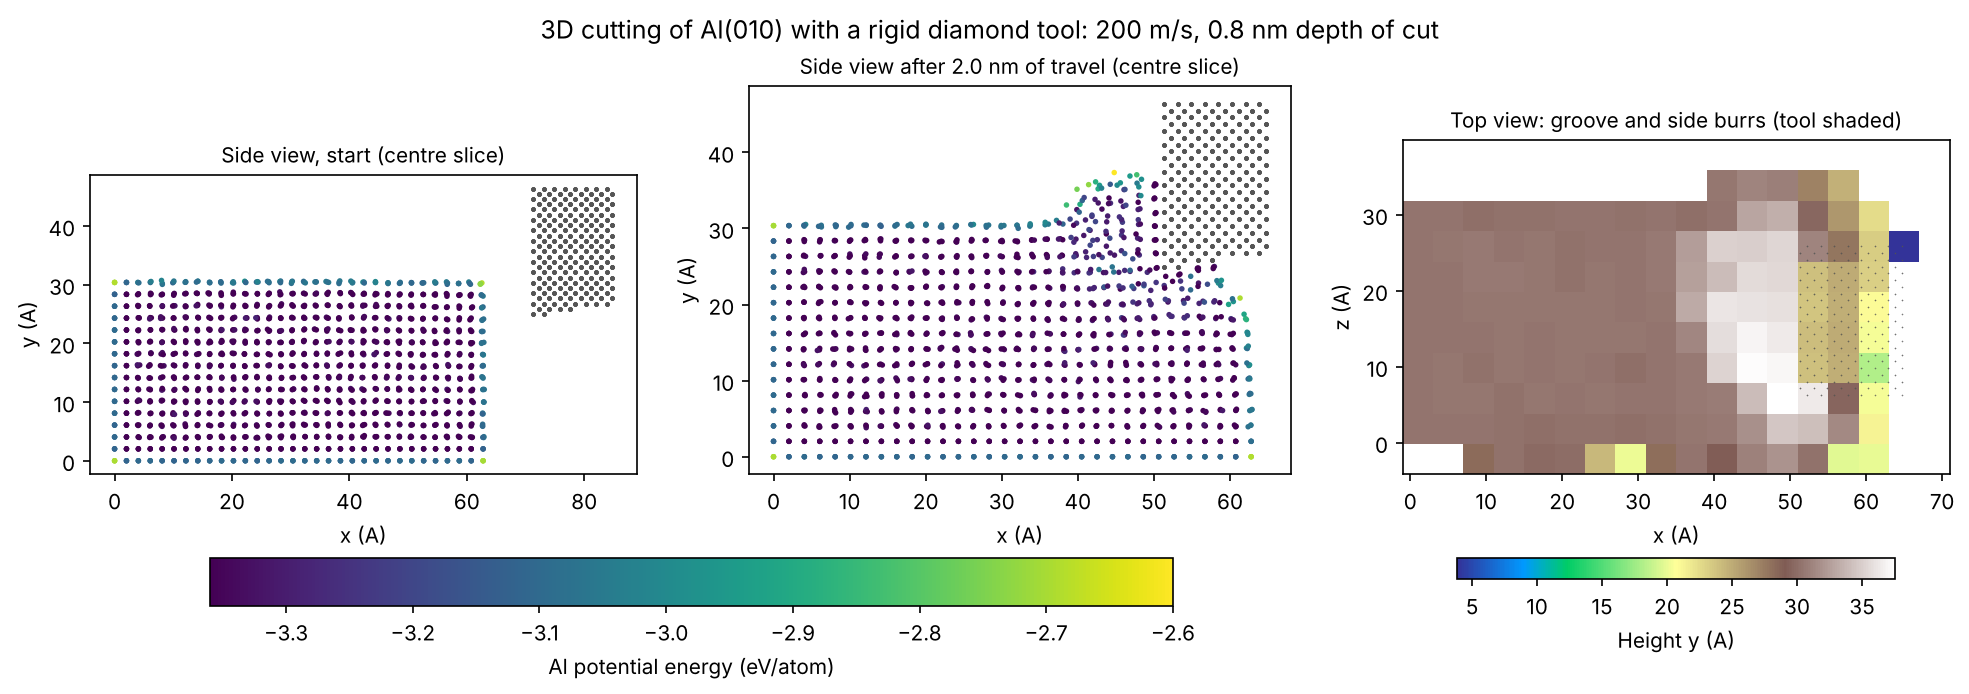 3D cutting of Al(010) with a rigid diamond tool: 200 m/s, 0.8 nm depth of cut
Side view, start (centre slice)
y (A)
40
30
20
10
0
0 20 40 60 80
x (A)
Side view after 2.0 nm of travel (centre slice)
y (A)
40
30
20
10
0
0 10 20 30 40 50 60
x (A)
Top view: groove and side burrs (tool shaded)
z (A)
30
20
10
0
0 10 20 30 40 50 60 70
x (A)
−3.3 −3.2 −3.1 −3.0 −2.9 −2.8 −2.7 −2.6
Al potential energy (eV/atom)
5 10 15 20 25 30 35
Height y (A)